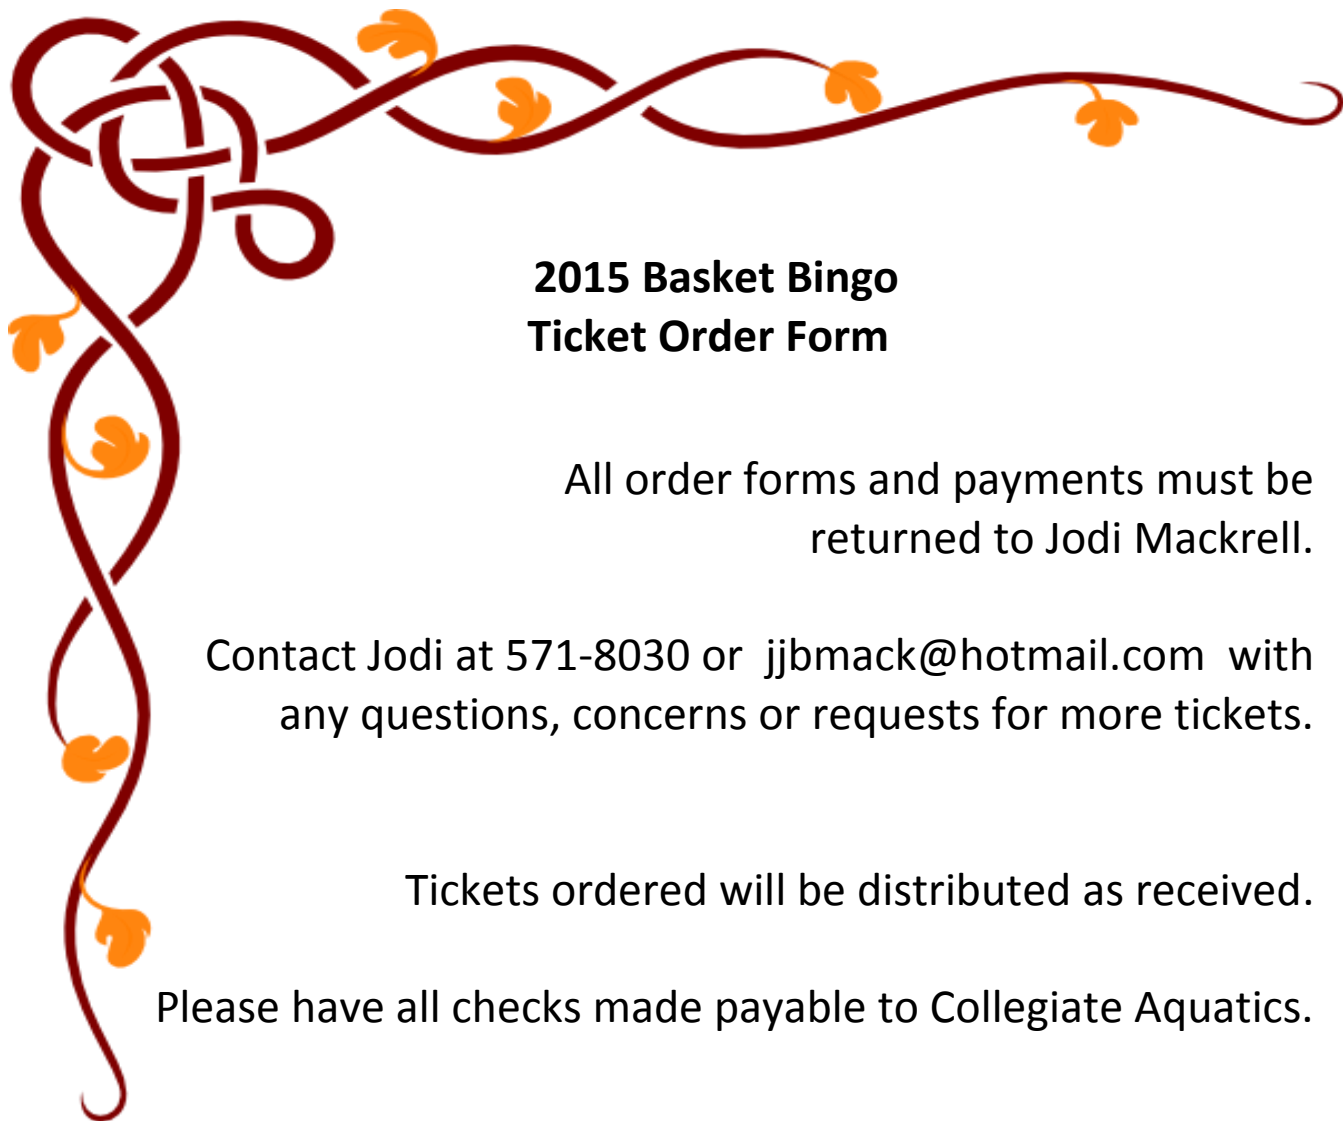 2015 Basket Bingo
Ticket Order Form
All order forms and payments must be
returned to Jodi Mackrell.
Contact Jodi at 571-8030 or jjbmack@hotmail.com with
any questions, concerns or requests for more tickets.
Tickets ordered will be distributed as received.
Please have all checks made payable to Collegiate Aquatics.